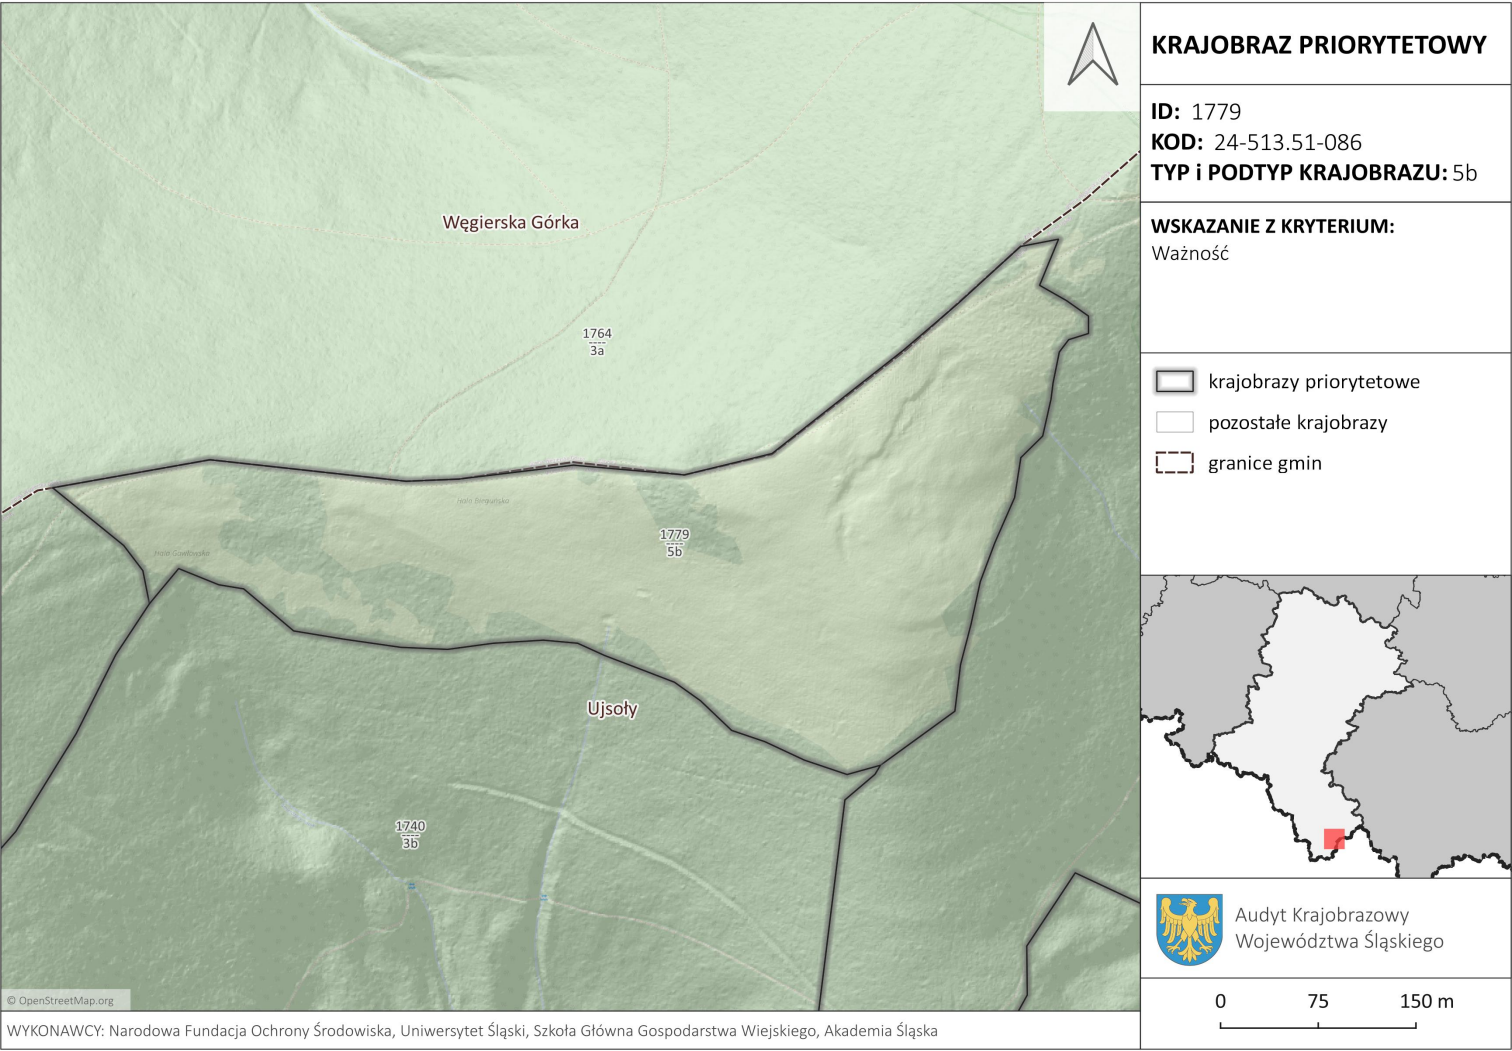 KRAJOBRAZ PRIORYTETOWY
ID: 1779
KOD: 24-513.51-086
TYP i PODTYP KRAJOBRAZU: 5b
WSKAZANIE Z KRYTERIUM:
Ważność
krajobrazy priorytetowe
pozostałe krajobrazy
granice gmin
Audyt Krajobrazowy
Województwa Śląskiego
0 75 150 m
Węgierska Górka
1764
3a
1779
5b
Hala Gawłowska
Ujsoły
1740
3b
© OpenStreetMap.org
WYKONAWCY: Narodowa Fundacja Ochrony Środowiska, Uniwersytet Śląski, Szkoła Główna Gospodarstwa Wiejskiego, Akademia Śląska